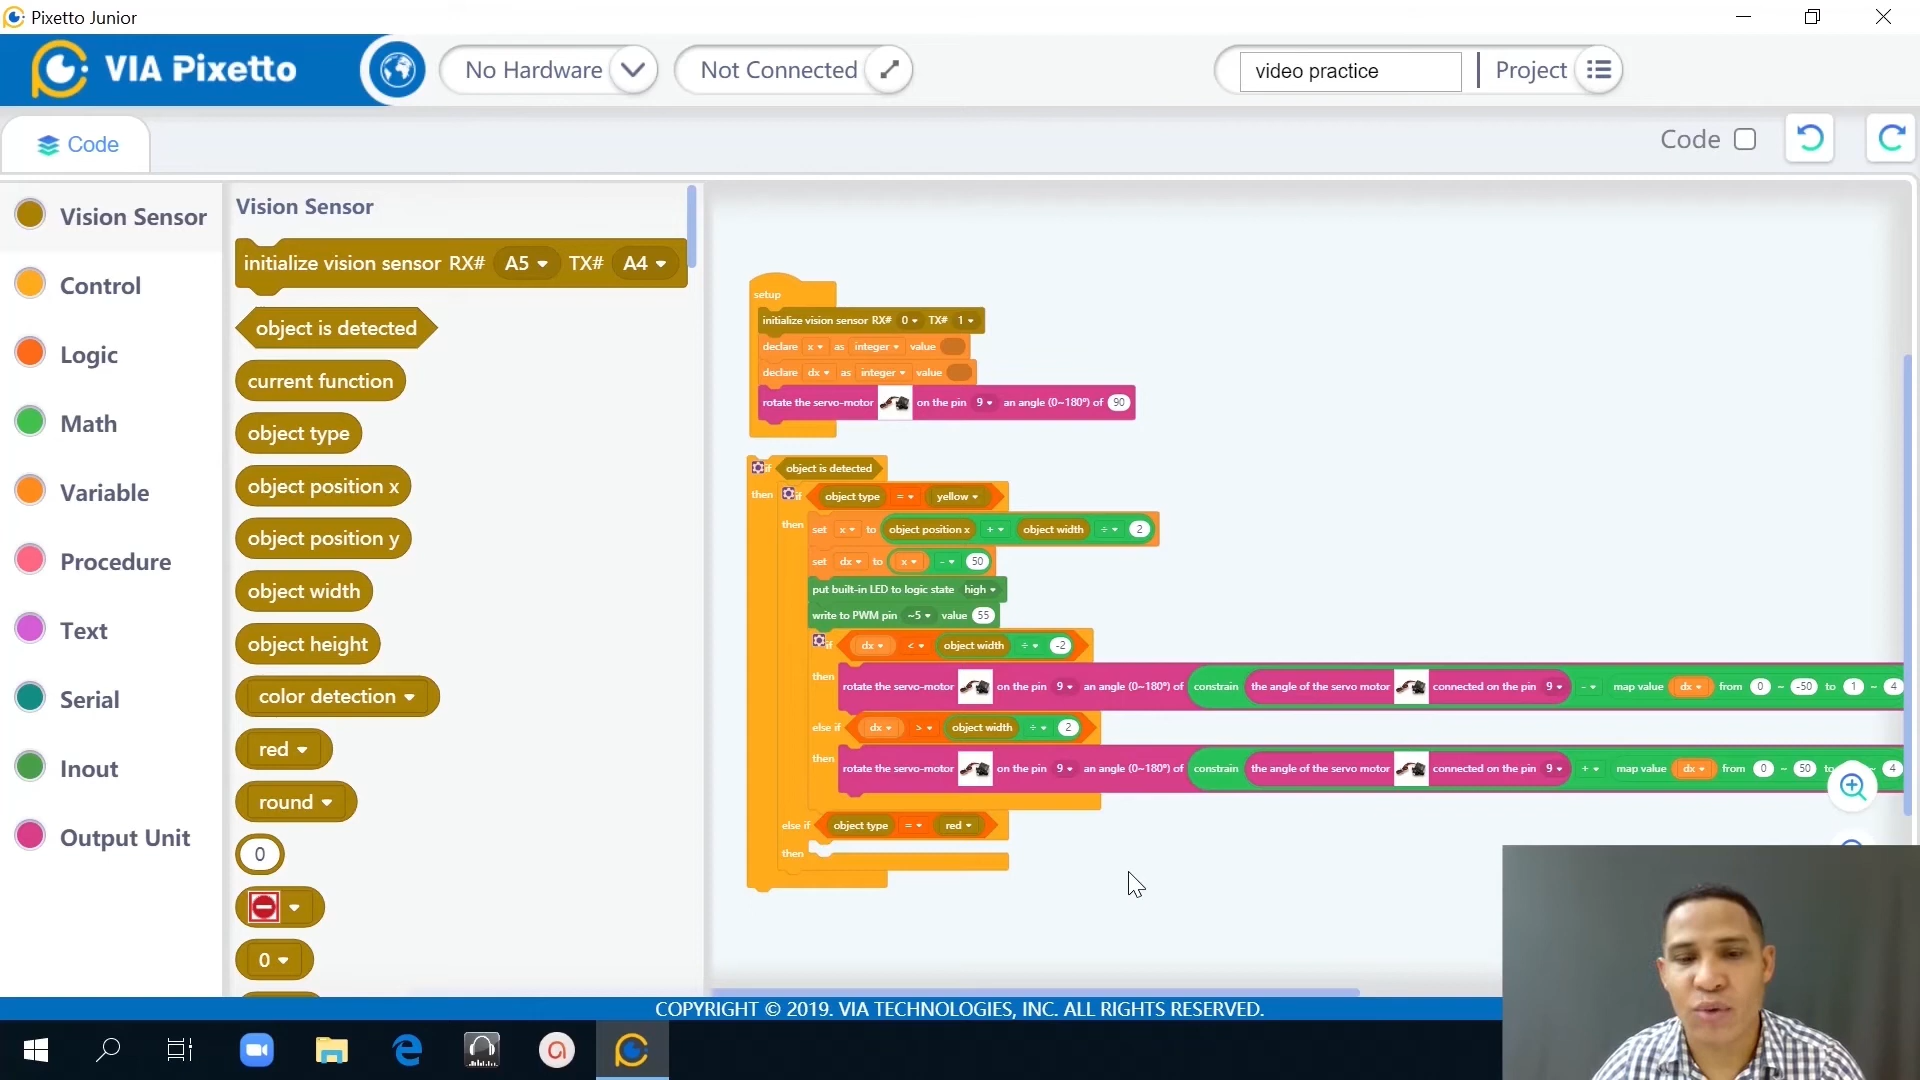 Pixetto Junior
VIA Pixetto
No Hardware
Not Connected
video practice
Project
Code
Code
Vision Sensor
Control
Logic
Math
Variable
Procedure
Text
Serial
Inout
Output Unit
Vision Sensor
initialize vision sensor RX# A5 TX# A4
object is detected
current function
object type
object position x
object position y
object width
object height
color detection
red
round
0
0
setup
initialize vision sensor RX# 0 TX# 1
declare x as integer value
declare dx as integer value
rotate the servo-motor on the pin 9 an angle (0~180°) of 90
if object is detected
then if object type = yellow
then set x to object position x + object width ÷ 2
set dx to x - 50
put built-in LED to logic state high
write to PWM pin ~5 value 55
if dx < object width ÷ -2
then rotate the servo-motor on the pin 9 an angle (0~180°) of constrain the angle of the servo motor connected on the pin 9 - map value dx from 0 ~ -50 to 1 ~ 4
else if dx > object width ÷ 2
then rotate the servo-motor on the pin 9 an angle (0~180°) of constrain the angle of the servo motor connected on the pin 9 + map value dx from 0 ~ 50 to ~ 4
else if object type = red
then
COPYRIGHT © 2019. VIA TECHNOLOGIES, INC. ALL RIGHTS RESERVED.